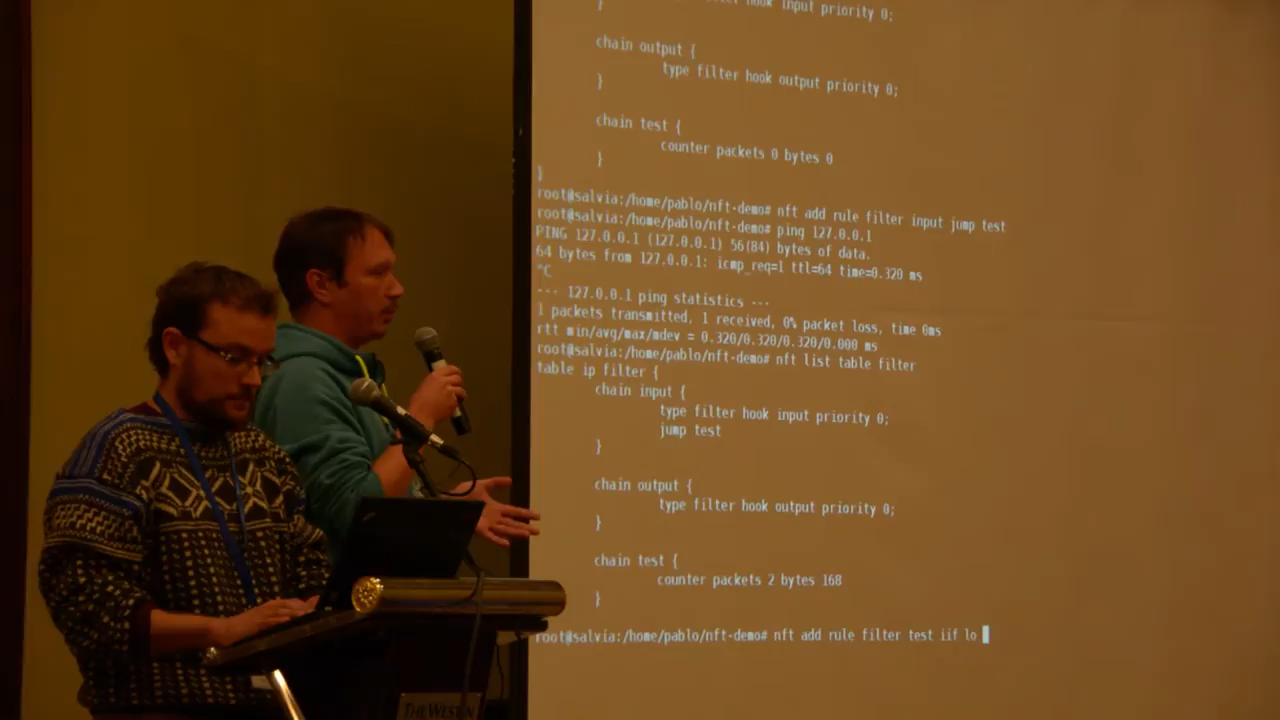 }
hook input priority 0;
chain output {
type filter hook output priority 0;
}
chain test {
counter packets 0 bytes 0
}
}
root@salvia:/home/pablo/nft-demo# nft add rule filter input jump test
root@salvia:/home/pablo/nft-demo# ping 127.0.0.1
PING 127.0.0.1 (127.0.0.1) 56(84) bytes of data.
64 bytes from 127.0.0.1: icmp_req=1 ttl=64 time=0.320 ms
^C
--- 127.0.0.1 ping statistics ---
1 packets transmitted, 1 received, 0% packet loss, time 0ms
rtt min/avg/max/mdev = 0.320/0.320/0.320/0.000 ms
root@salvia:/home/pablo/nft-demo# nft list table filter
table ip filter {
chain input {
type filter hook input priority 0;
jump test
}
chain output {
type filter hook output priority 0;
}
chain test {
counter packets 2 bytes 168
}
root@salvia:/home/pablo/nft-demo# nft add rule filter test iif lo
THE WESTIN